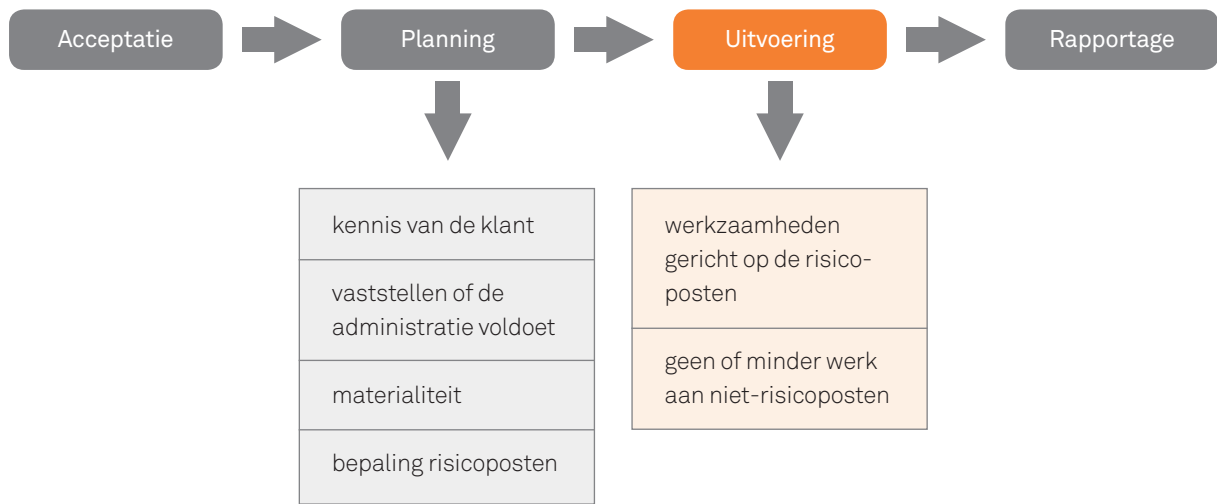 Acceptatie
Planning
Uitvoering
Rapportage
kennis van de klant
vaststellen of de
administratie voldoet
materialiteit
bepaling risicoposten
werkzaamheden
gericht op de risico-
posten
geen of minder werk
aan niet-risicoposten